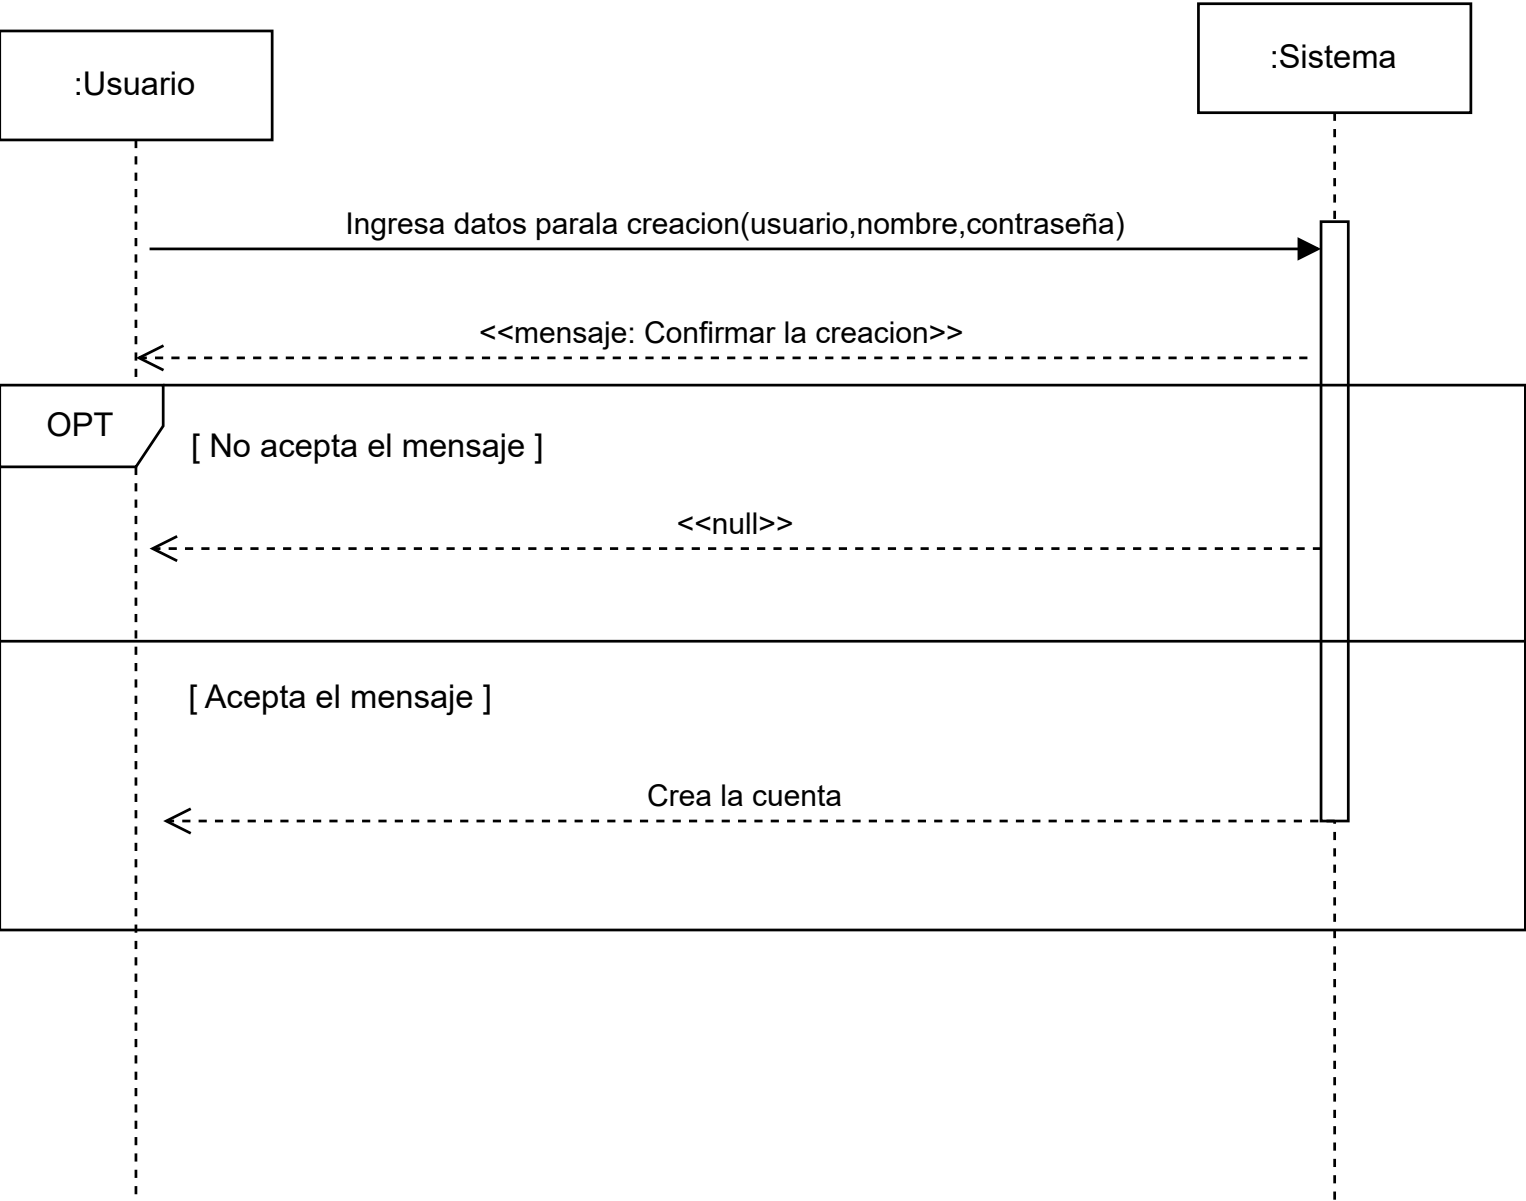 :Usuario
:Sistema
Ingresa datos parala creacion(usuario,nombre,contraseña)
<<mensaje: Confirmar la creacion>>
OPT
[ No acepta el mensaje ]
<<null>>
[ Acepta el mensaje ]
Crea la cuenta